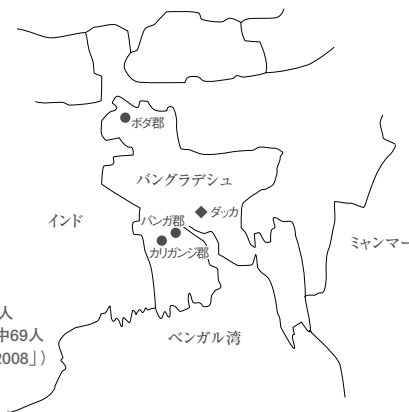 ボダ郡
バングラデシュ
ダッカ
インド
バンガ郡
カリガンジ郡
ミャンマー
人
中69人
2008」)
ベンガル湾